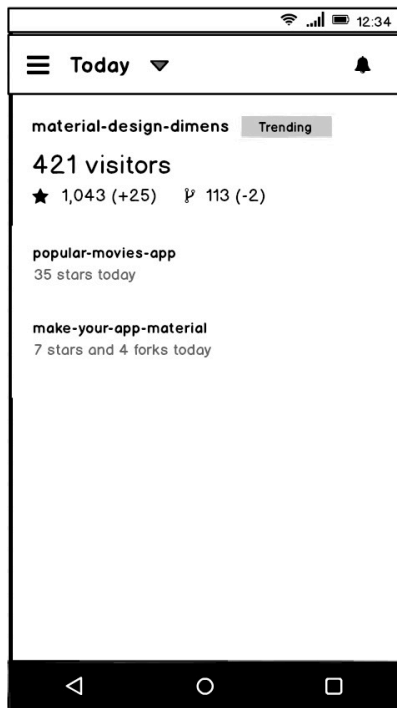 12:34
Today
material-design-dimens Trending
421 visitors
1,043 (+25) 113 (-2)
popular-movies-app
35 stars today
make-your-app-material
7 stars and 4 forks today